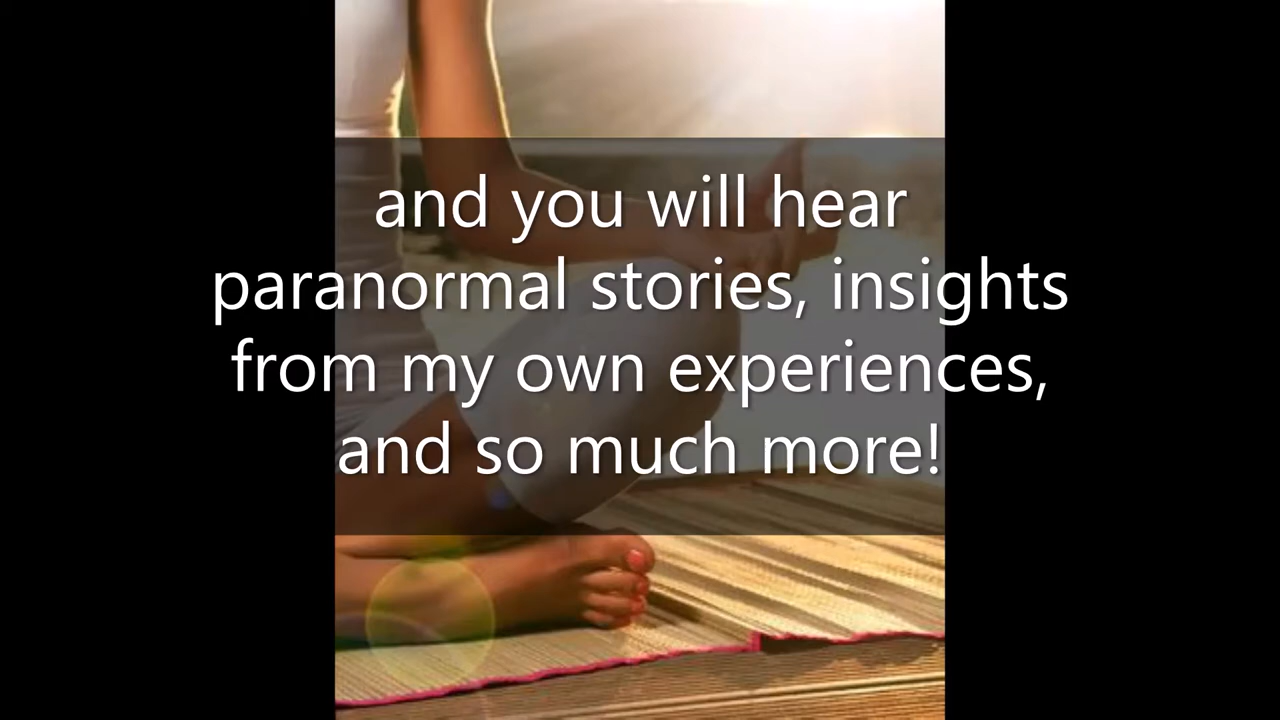 and you will hear
paranormal stories, insights
from my own experiences,
and so much more!